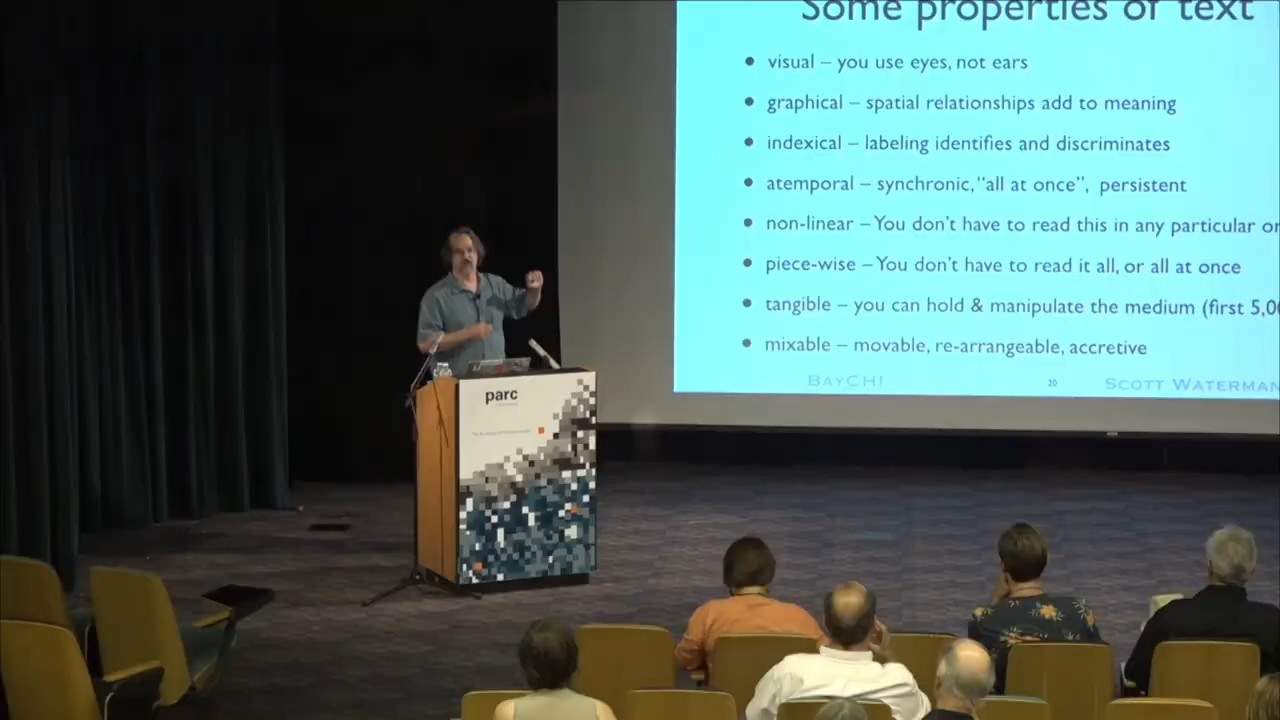 Some properties of text
• visual – you use eyes, not ears
• graphical – spatial relationships add to meaning
• indexical – labeling identifies and discriminates
• atemporal – synchronic, “all at once”, persistent
• non-linear – You don’t have to read this in any particular or
• piece-wise – You don’t have to read it all, or all at once
• tangible – you can hold & manipulate the medium (first 5,00
• mixable – movable, re-arrangeable, accretive
BAYCHI 20 SCOTT WATERMAN
parc